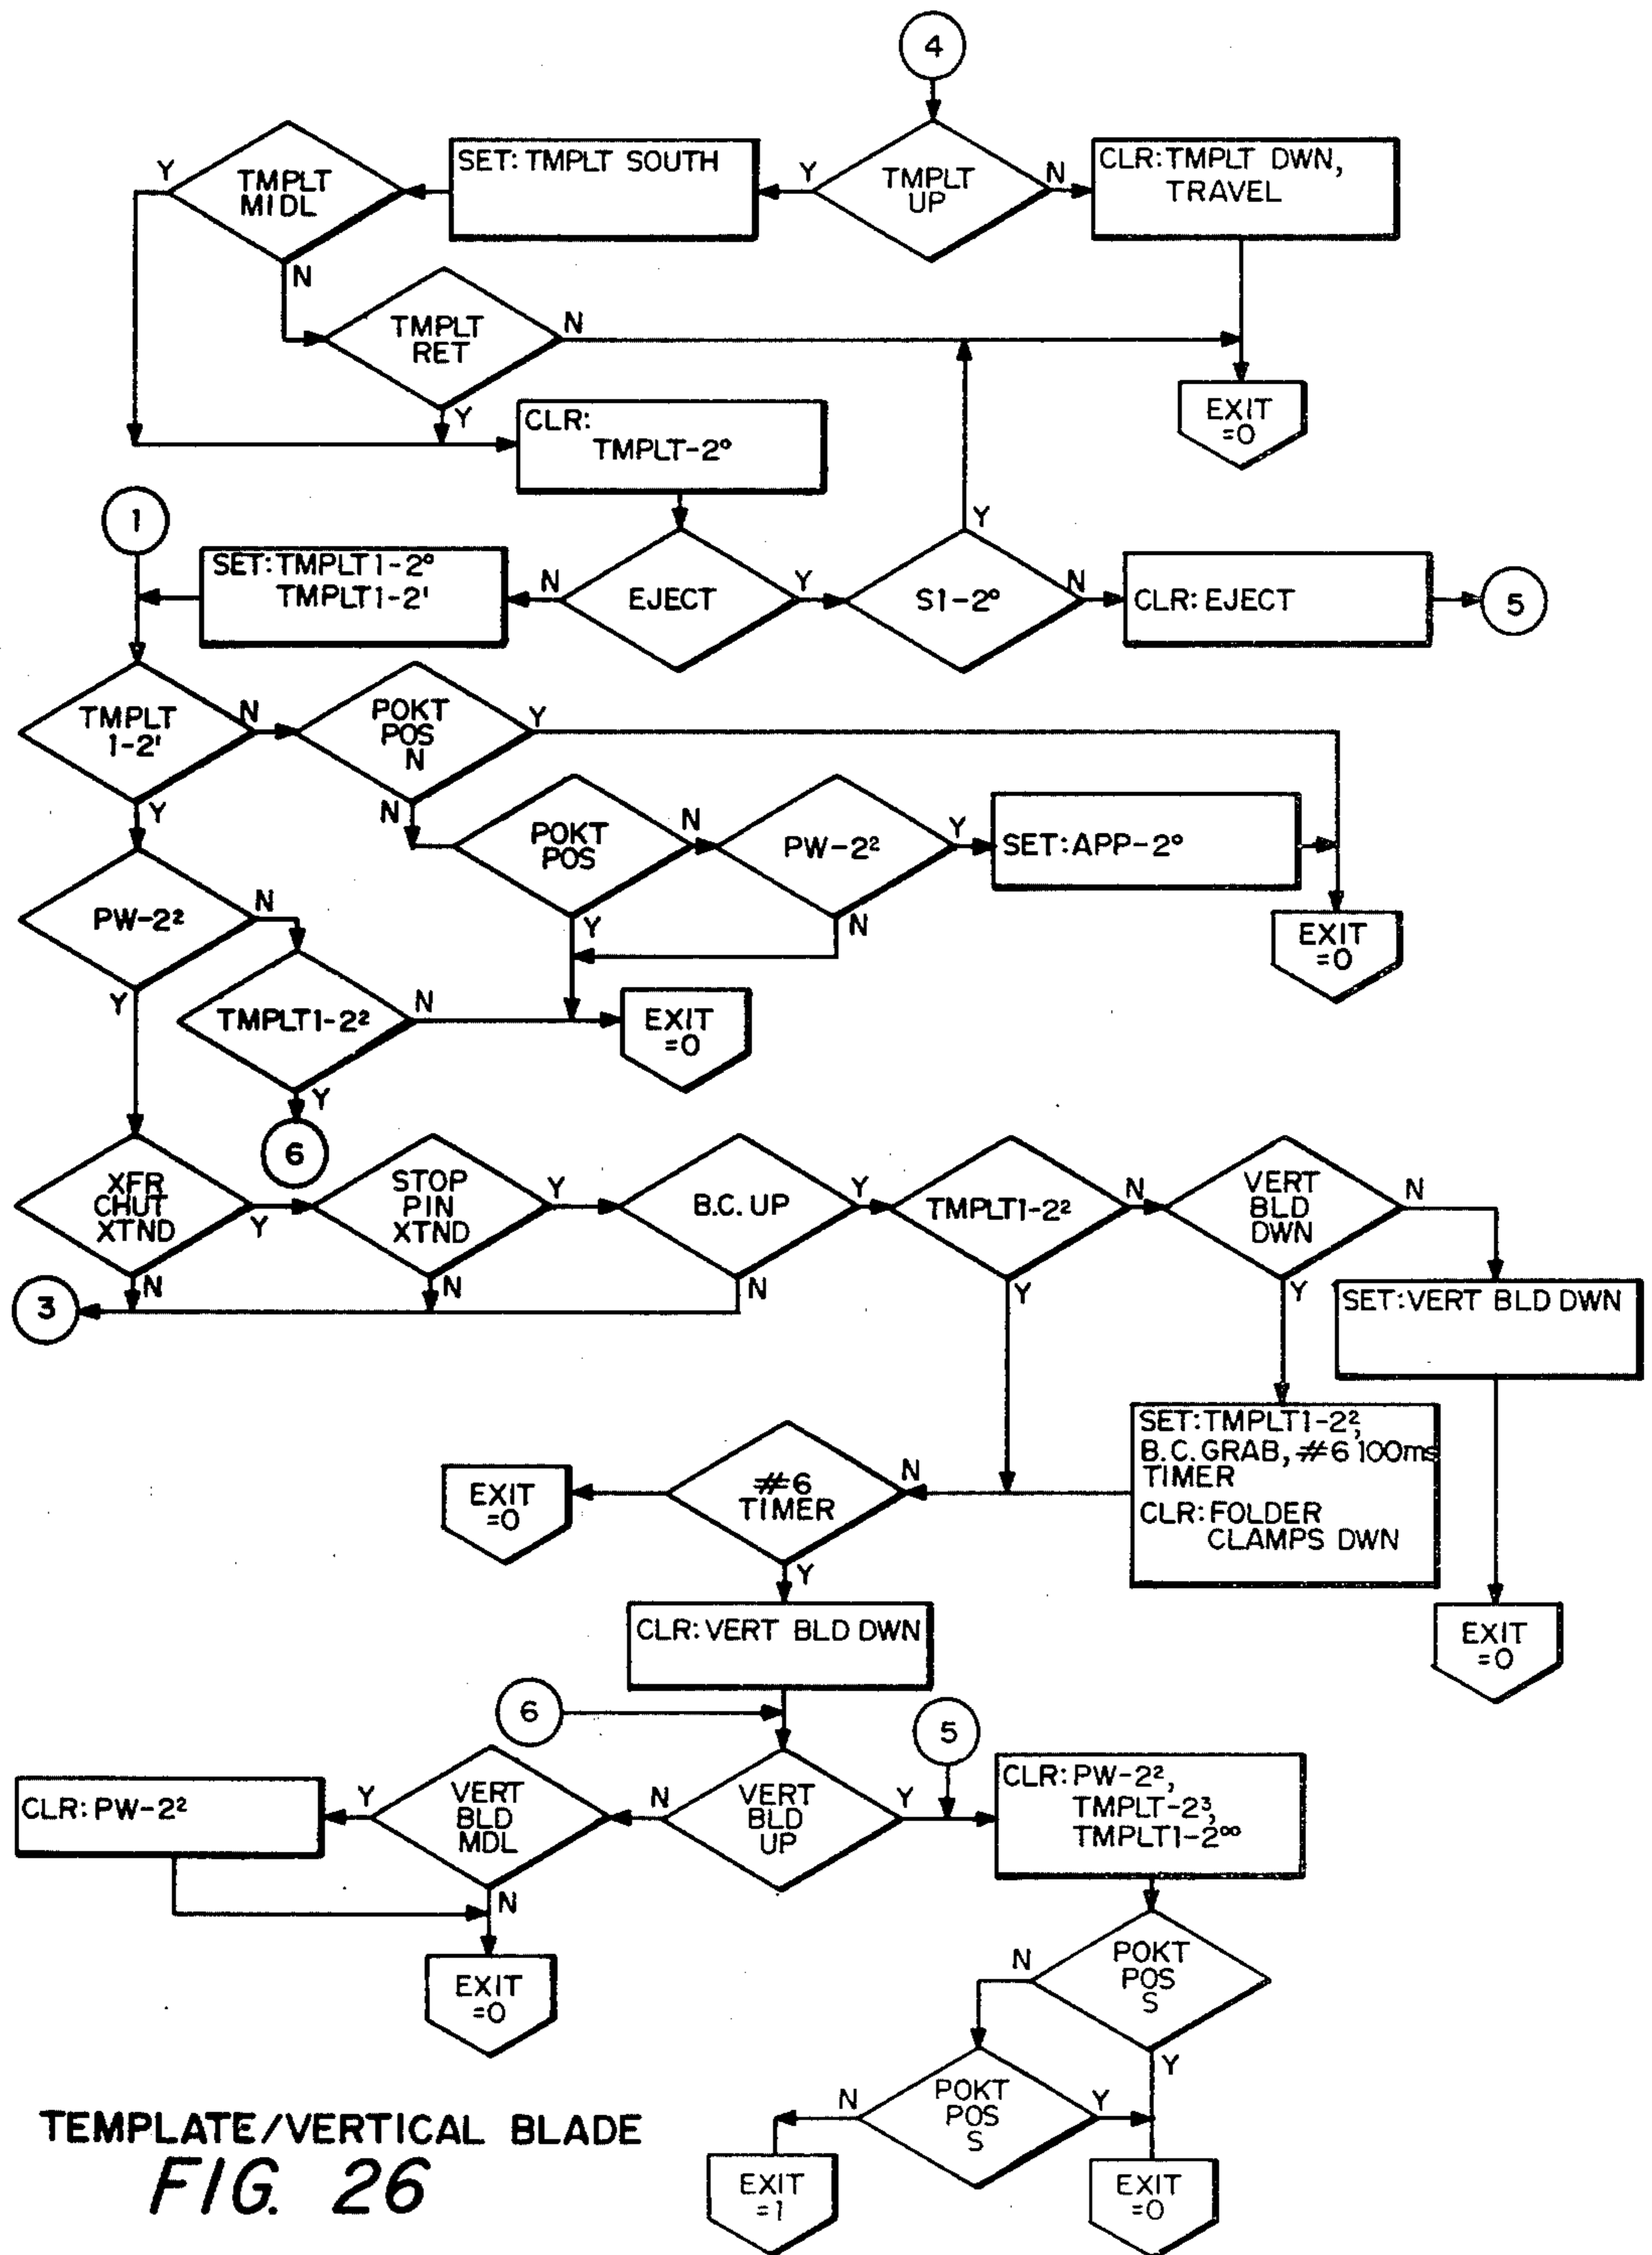 4
TMPLT
MIDL
Y
N
SET: TMPLT SOUTH
Y
TMPLT
UP
N
CLR: TMPLT DWN,
TRAVEL
TMPLT
RET
N
Y
EXIT
=0
CLR:
TMPLT-2°
1
SET: TMPLT1-2°
TMPLT1-2'
N
EJECT
Y
S1-2°
Y
N
CLR: EJECT
5
TMPLT
1-2'
N
Y
POKT
POS
N
Y
N
POKT
POS
N
Y
PW-2²
Y
N
SET: APP-2°
EXIT
=0
PW-2²
N
Y
TMPLT1-2²
N
Y
EXIT
=0
6
XFR
CHUT
XTND
Y
N
STOP
PIN
XTND
Y
N
B.C. UP
Y
N
TMPLT1-2²
N
Y
VERT
BLD
DWN
N
Y
3
SET: VERT BLD DWN
SET: TMPLT1-2²,
B.C. GRAB, #6 100ms
TIMER
CLR: FOLDER
CLAMPS DWN
EXIT
=0
#6
TIMER
N
Y
EXIT
=0
CLR: VERT BLD DWN
6
5
CLR: PW-2²
Y
VERT
BLD
MDL
N
N
VERT
BLD
UP
Y
CLR: PW-2²,
TMPLT-2³,
TMPLT1-2°°
EXIT
=0
POKT
POS
S
N
Y
POKT
POS
S
N
Y
EXIT
=1
EXIT
=0
TEMPLATE/VERTICAL BLADE
FIG. 26